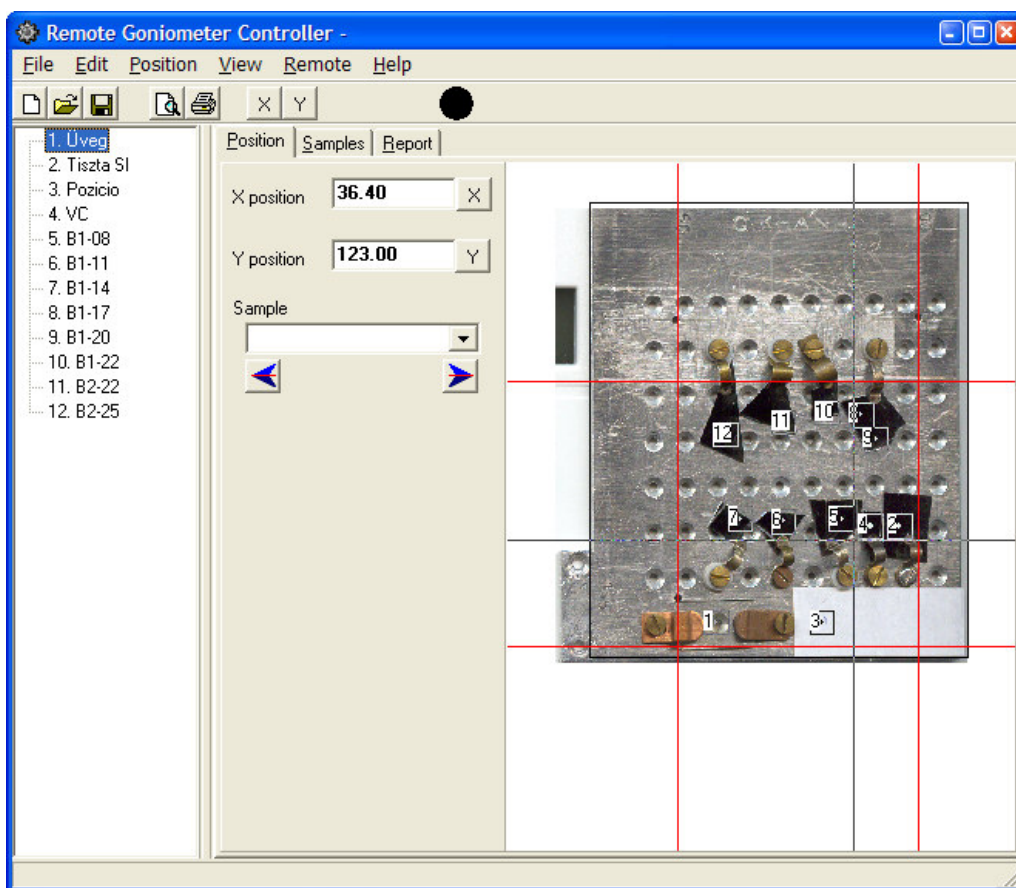 Remote Goniometer Controller -
File Edit Position View Remote Help
X Y
1. Üveg
2. Tiszta SI
3. Pozicio
4. VC
5. B1-08
6. B1-11
7. B1-14
8. B1-17
9. B1-20
10. B1-22
11. B2-22
12. B2-25
Position Samples Report
X position 36.40 X
Y position 123.00 Y
Sample
10 8
12 11 9
7 6 5 4 2
1 3